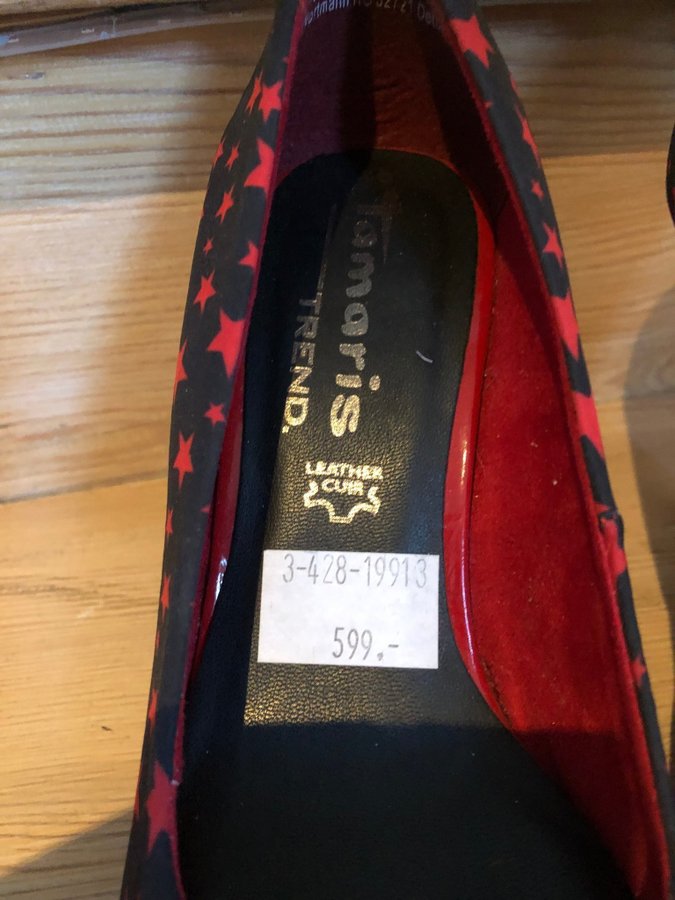 Tamaris
TREND.
LEATHER
CUIR
3-428-19913
599,-